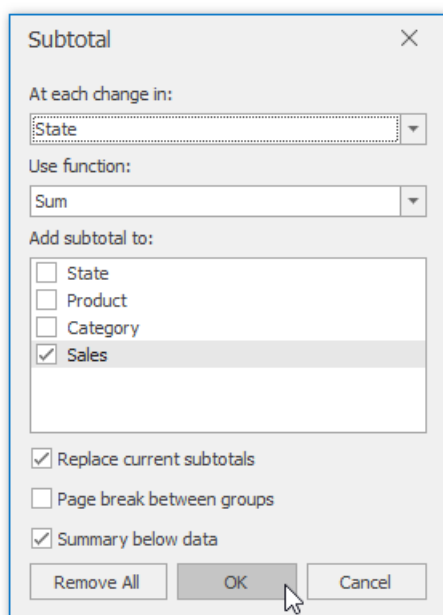 Subtotal
At each change in:
State
Use function:
Sum
Add subtotal to:
State
Product
Category
Sales
Replace current subtotals
Page break between groups
Summary below data
Remove All OK Cancel